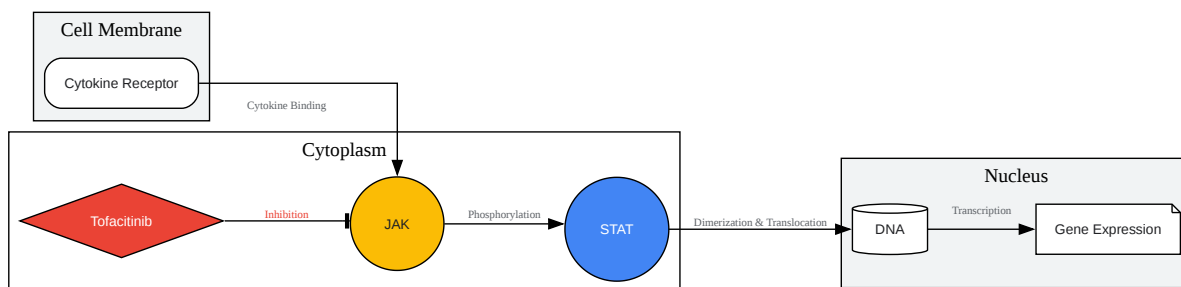 Cell Membrane
Cytokine Receptor
Cytokine Binding
Cytoplasm
Tofacitinib
Inhibition
JAK
Phosphorylation
STAT
Dimerization & Translocation
Nucleus
DNA
Transcription
Gene Expression